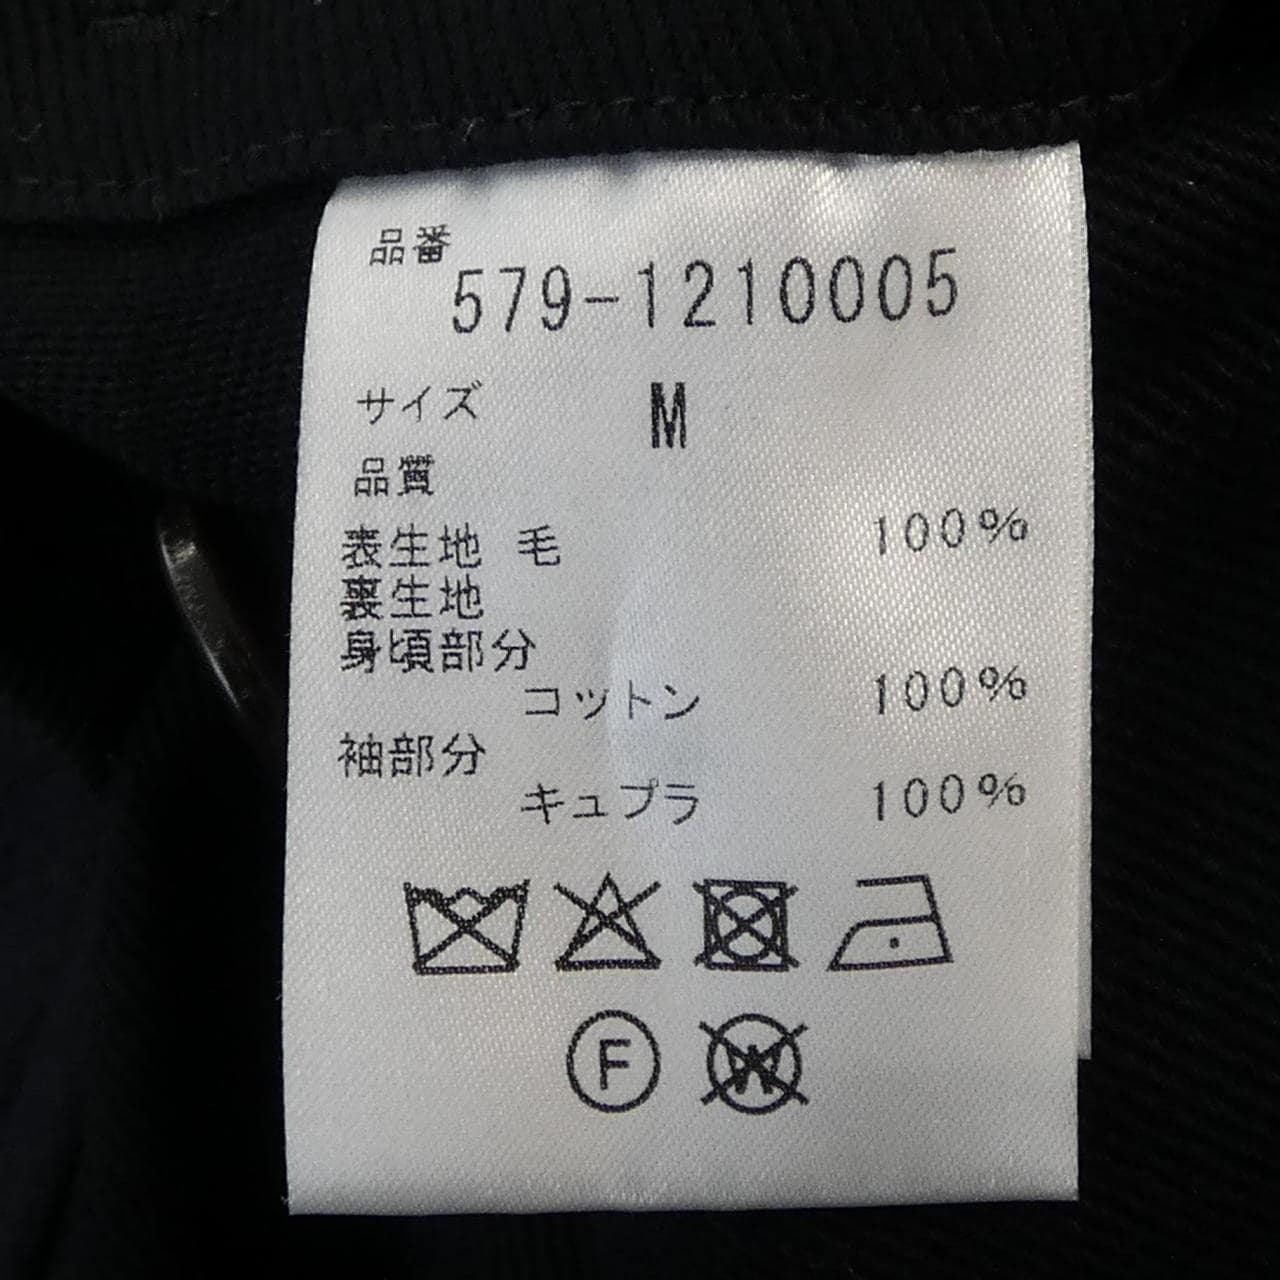 品番
579-1210005
サイズ M
品質
表生地 毛 100%
裏生地
身頃部分
コットン 100%
袖部分
キュプラ 100%
F W